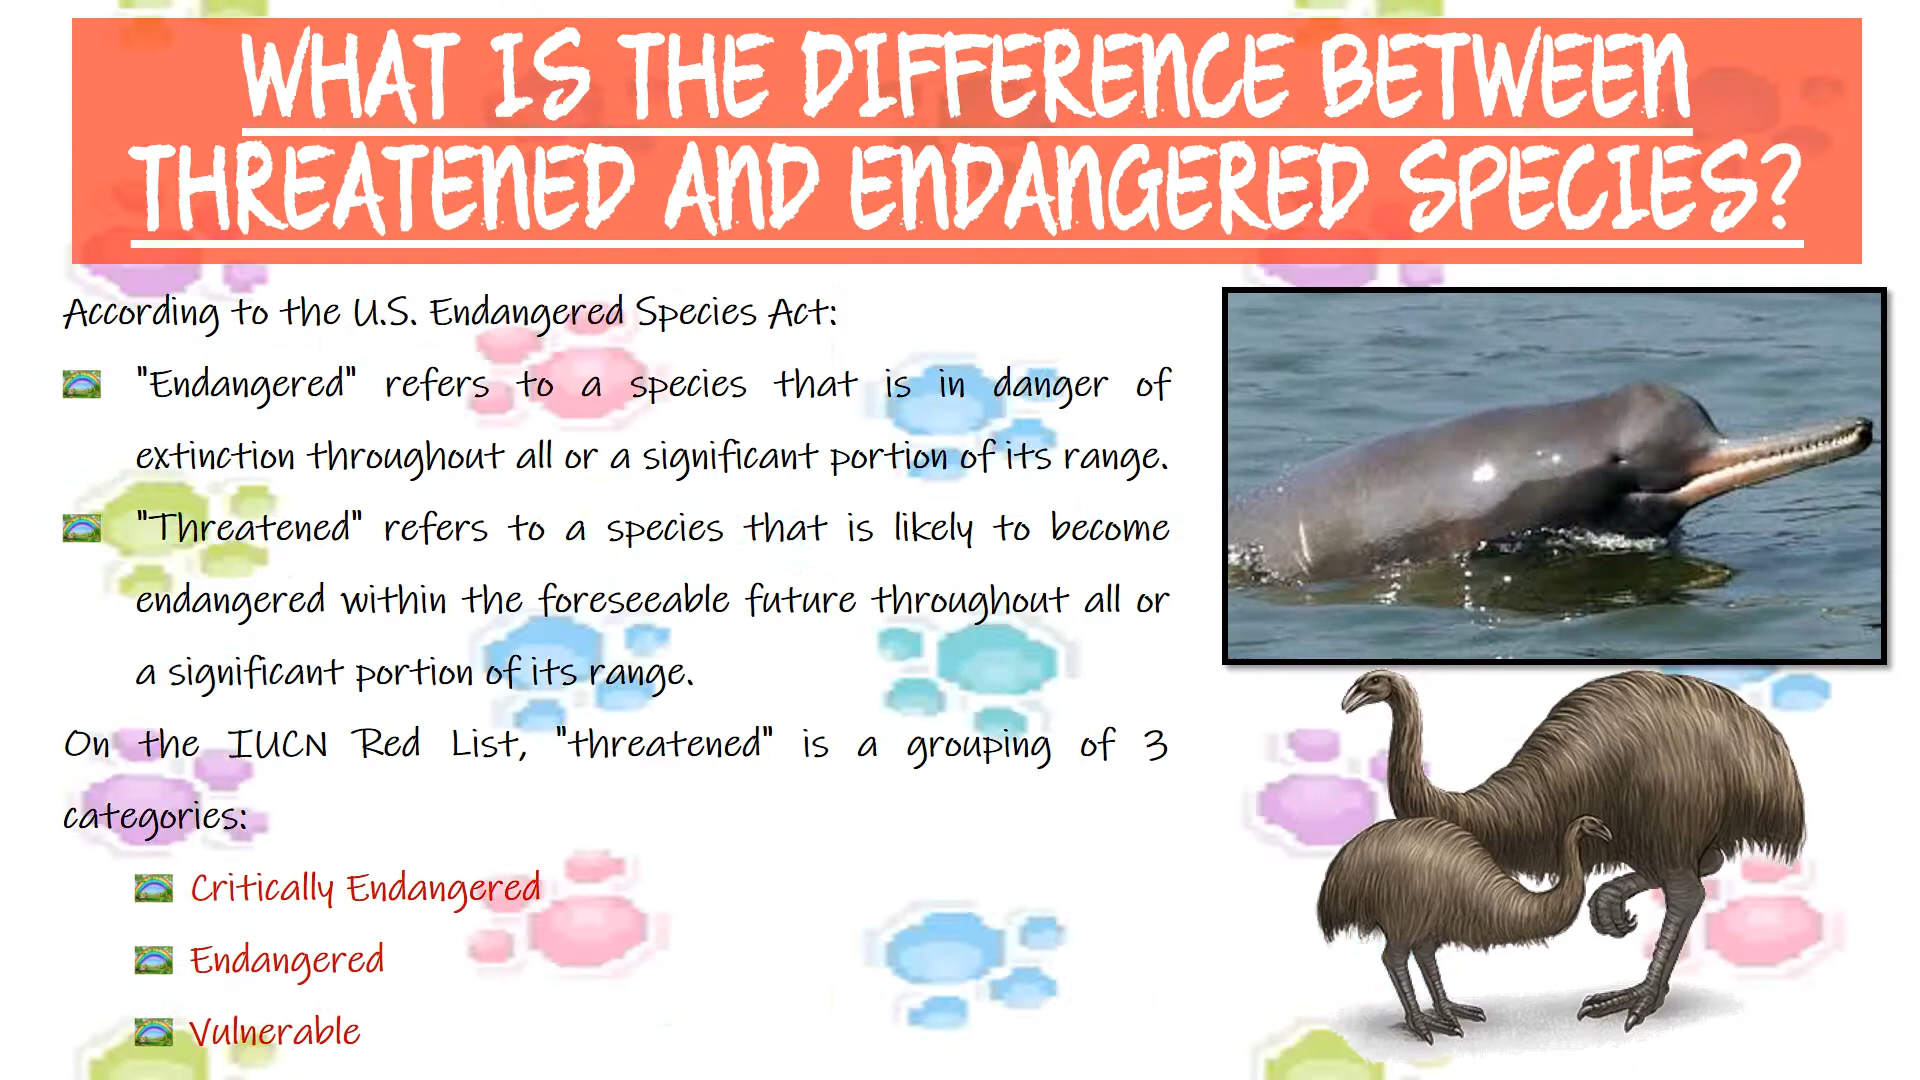 WHAT IS THE DIFFERENCE BETWEEN
THREATENED AND ENDANGERED SPECIES?
According to the U.S. Endangered Species Act:
"Endangered" refers to a species that is in danger of
extinction throughout all or a significant portion of its range.
"Threatened" refers to a species that is likely to become
endangered within the foreseeable future throughout all or
a significant portion of its range.
On the IUCN Red List, "threatened" is a grouping of 3
categories:
Critically Endangered
Endangered
Vulnerable